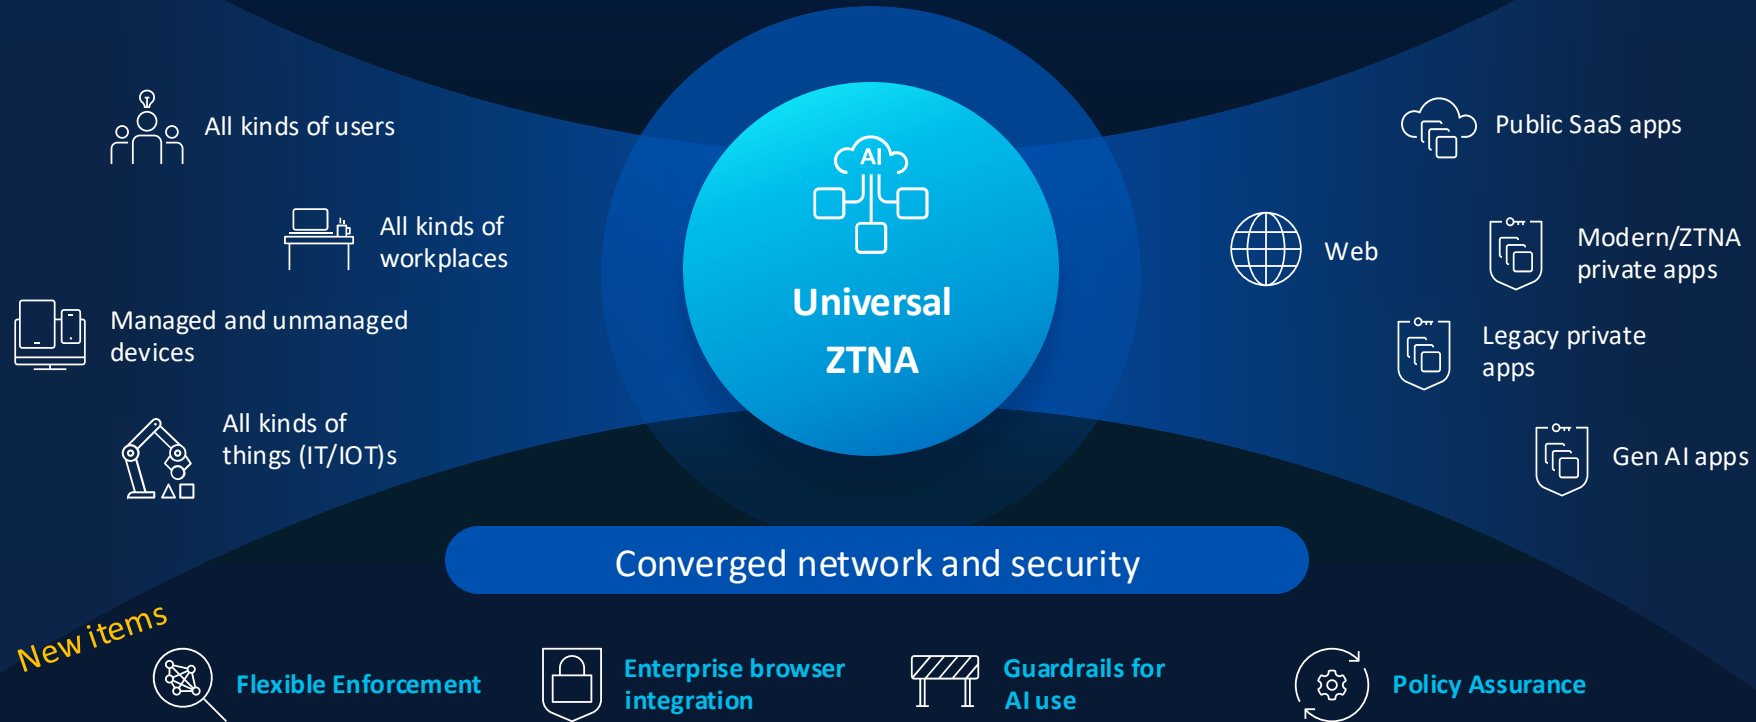 All kinds of users
All kinds of
workplaces
Managed and unmanaged
devices
All kinds of
things (IT/IOT)s
AI
Universal
ZTNA
Public SaaS apps
Web
Modern/ZTNA
private apps
Legacy private
apps
Gen AI apps
Converged network and security
New items
Flexible Enforcement
Enterprise browser
integration
Guardrails for
AI use
Policy Assurance